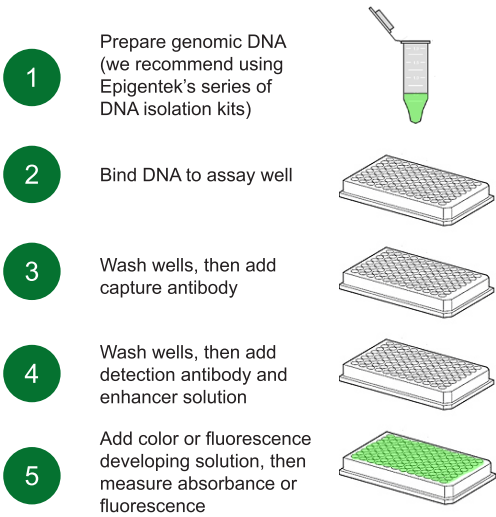 1
Prepare genomic DNA
(we recommend using
Epigentek’s series of
DNA isolation kits)
2
Bind DNA to assay well
3
Wash wells, then add
capture antibody
4
Wash wells, then add
detection antibody and
enhancer solution
5
Add color or fluorescence
developing solution, then
measure absorbance or
fluorescence